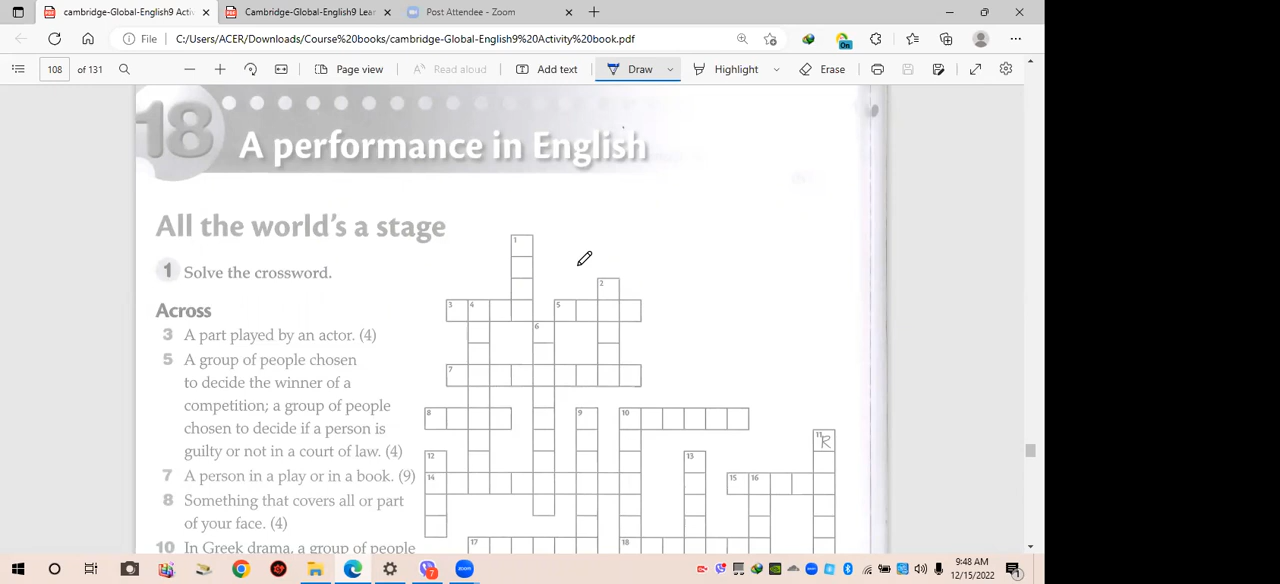 cambridge-Global-English9 Activ
Cambridge-Global-English9 Lear
Post Attendee - Zoom
File
C:/Users/ACER/Downloads/Course%20books/cambridge-Global-English9%20Activity%20book.pdf
On
108
of 131
Page view
Read aloud
Add text
Draw
Highlight
Erase
18
A performance in English
All the world's a stage
1 Solve the crossword.
Across
3 A part played by an actor. (4)
5 A group of people chosen
to decide the winner of a
competition; a group of people
chosen to decide if a person is
guilty or not in a court of law. (4)
7 A person in a play or in a book. (9)
8 Something that covers all or part
of your face. (4)
10 In Greek drama, a group of people
1
2
3 4 5
6
7
8 9 10
11 R
12 13
14 15 16
17 18
7
zoom
9:48 AM
12/15/2022
1